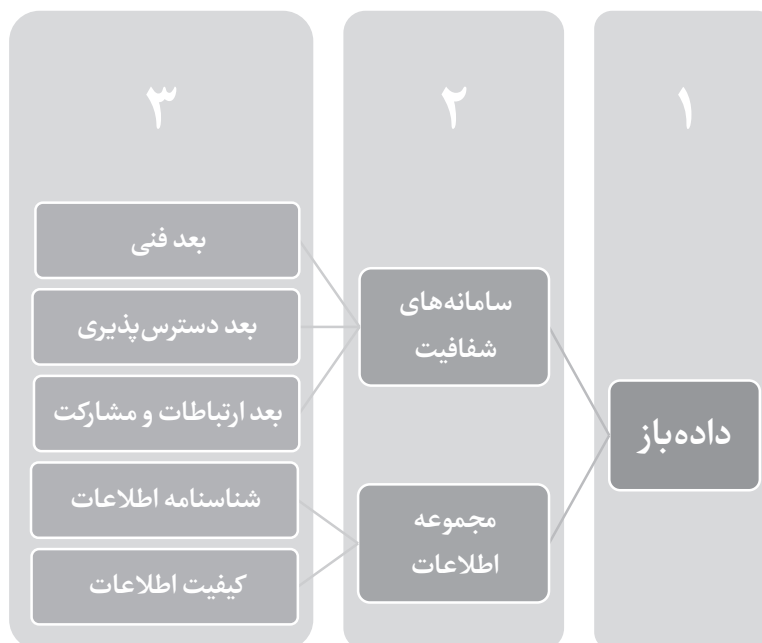 ۱
۲
۳
داده‌باز
سامانه‌های
شفافیت
مجموعه
اطلاعات
بعد فنی
بعد دسترس‌پذیری
بعد ارتباطات و مشارکت
شناسنامه اطلاعات
کیفیت اطلاعات